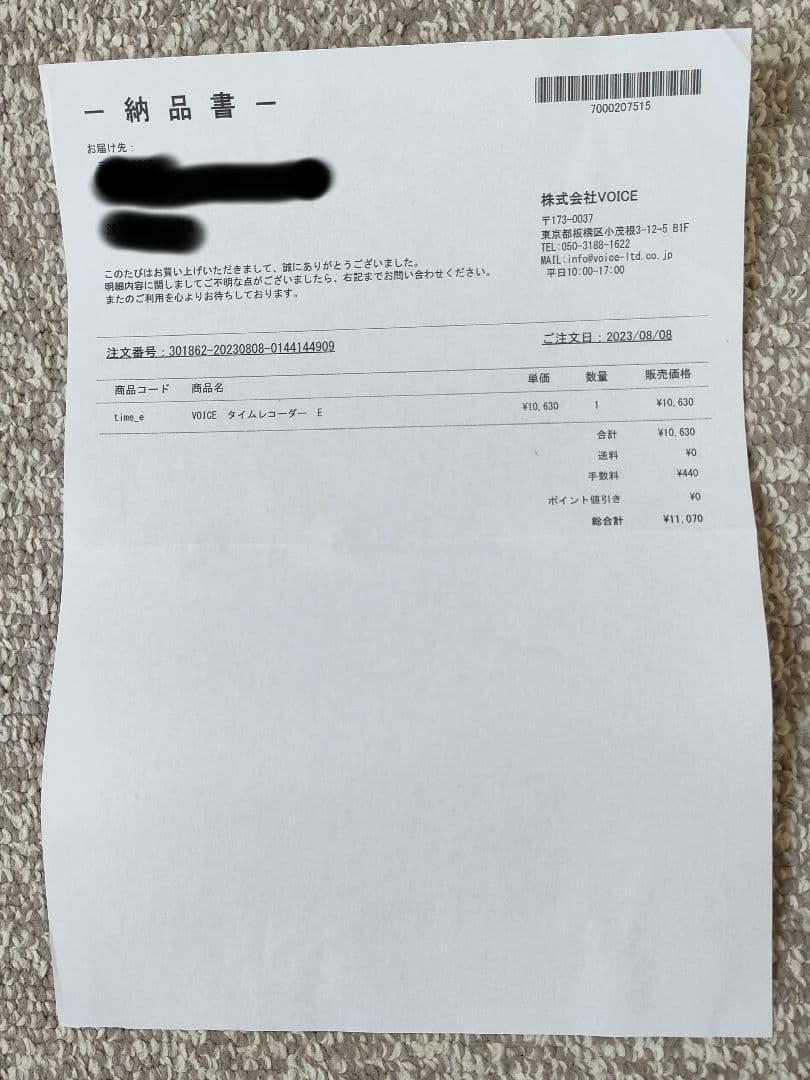 − 納 品 書 −
7000207515
お届け先：
株式会社VOICE
〒173-0037
東京都板橋区小茂根3-12-5 B1F
TEL:050-3188-1622
MAIL:info@voice-ltd.co.jp
平日10:00-17:00
このたびはお買い上げいただきまして、誠にありがとうございました。
明細内容に関しましてご不明な点がございましたら、右記までお問い合わせください。
またのご利用を心よりお待ちしております。
注文番号：301862-20230808-0144144909
ご注文日：2023/08/08
商品コード 商品名 単価 数量 販売価格
time_e VOICE タイムレコーダー E ¥10,630 1 ¥10,630
合計 ¥10,630
送料 ¥0
手数料 ¥440
ポイント値引き ¥0
総合計 ¥11,070